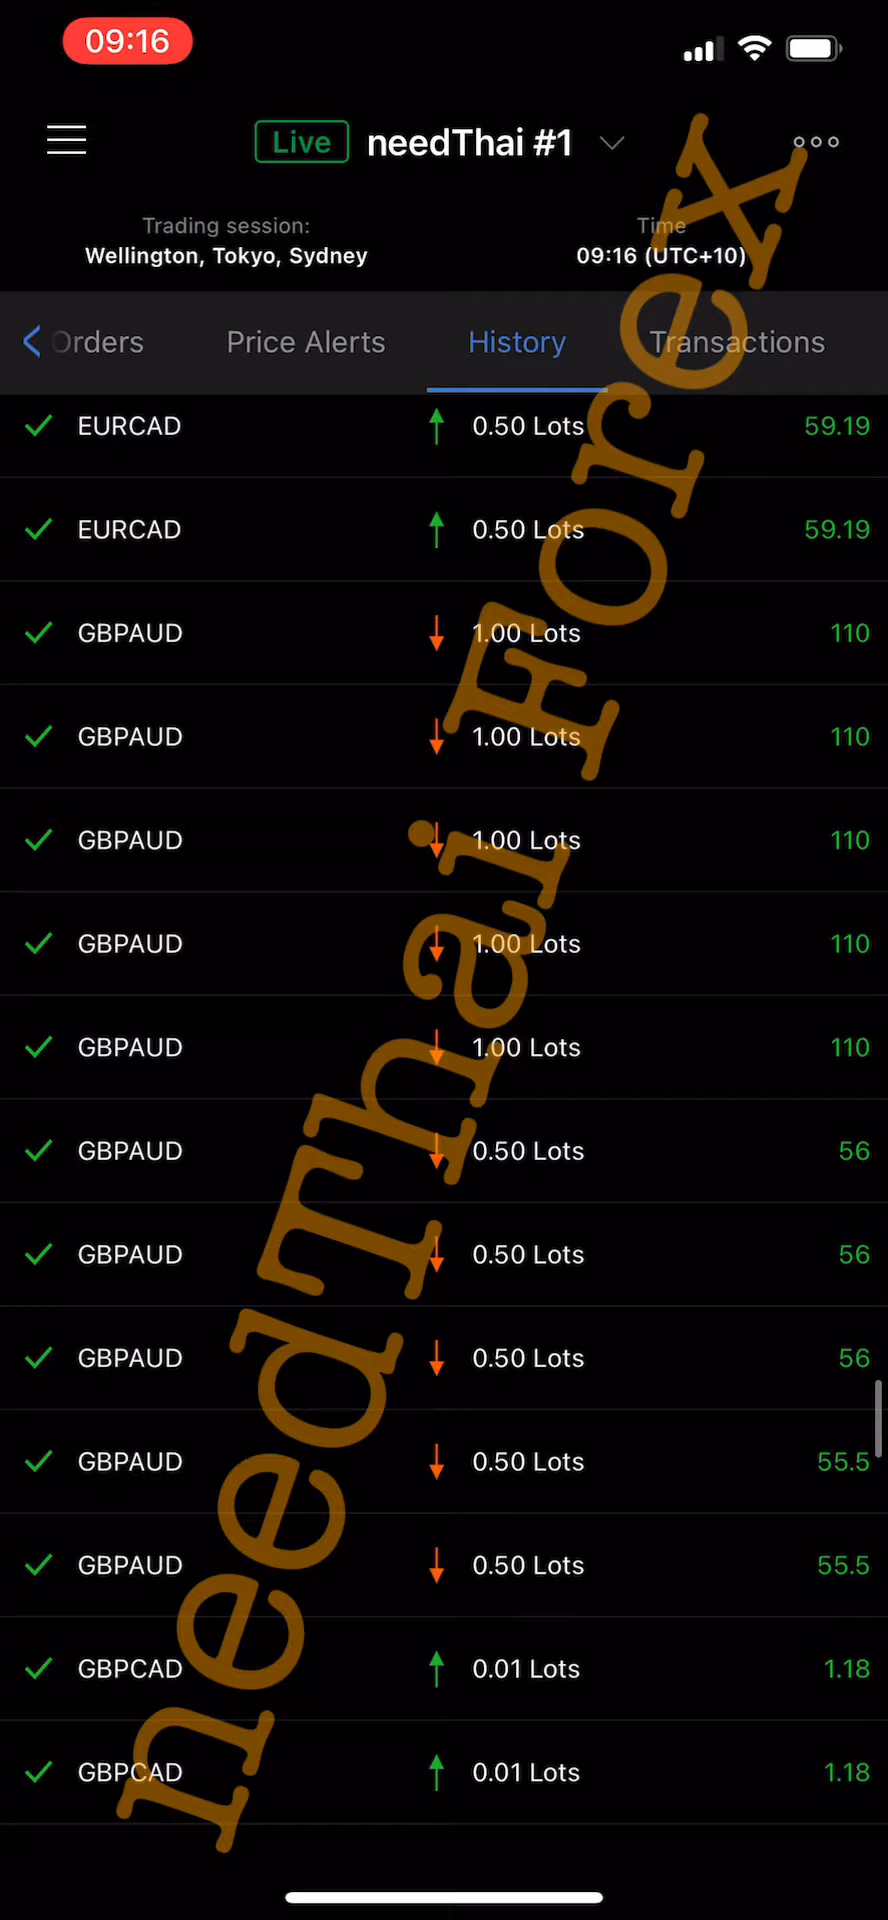 09:16
Live needThai #1
Trading session: Time
Wellington, Tokyo, Sydney 09:16 (UTC+10)
Orders Price Alerts History Transactions
EURCAD 0.50 Lots 59.19
EURCAD 0.50 Lots 59.19
GBPAUD 1.00 Lots 110
GBPAUD 1.00 Lots 110
GBPAUD 1.00 Lots 110
GBPAUD 1.00 Lots 110
GBPAUD 1.00 Lots 110
GBPAUD 0.50 Lots 56
GBPAUD 0.50 Lots 56
GBPAUD 0.50 Lots 56
GBPAUD 0.50 Lots 55.5
GBPAUD 0.50 Lots 55.5
GBPCAD 0.01 Lots 1.18
GBPCAD 0.01 Lots 1.18
needThai Forex